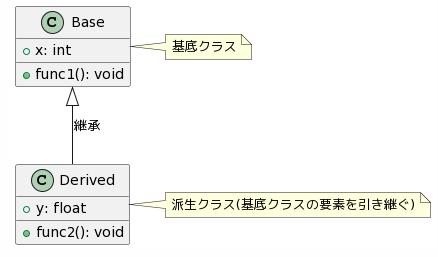 C Base
x: int
func1(): void
基底クラス
継承
C Derived
y: float
func2(): void
派生クラス(基底クラスの要素を引き継ぐ)